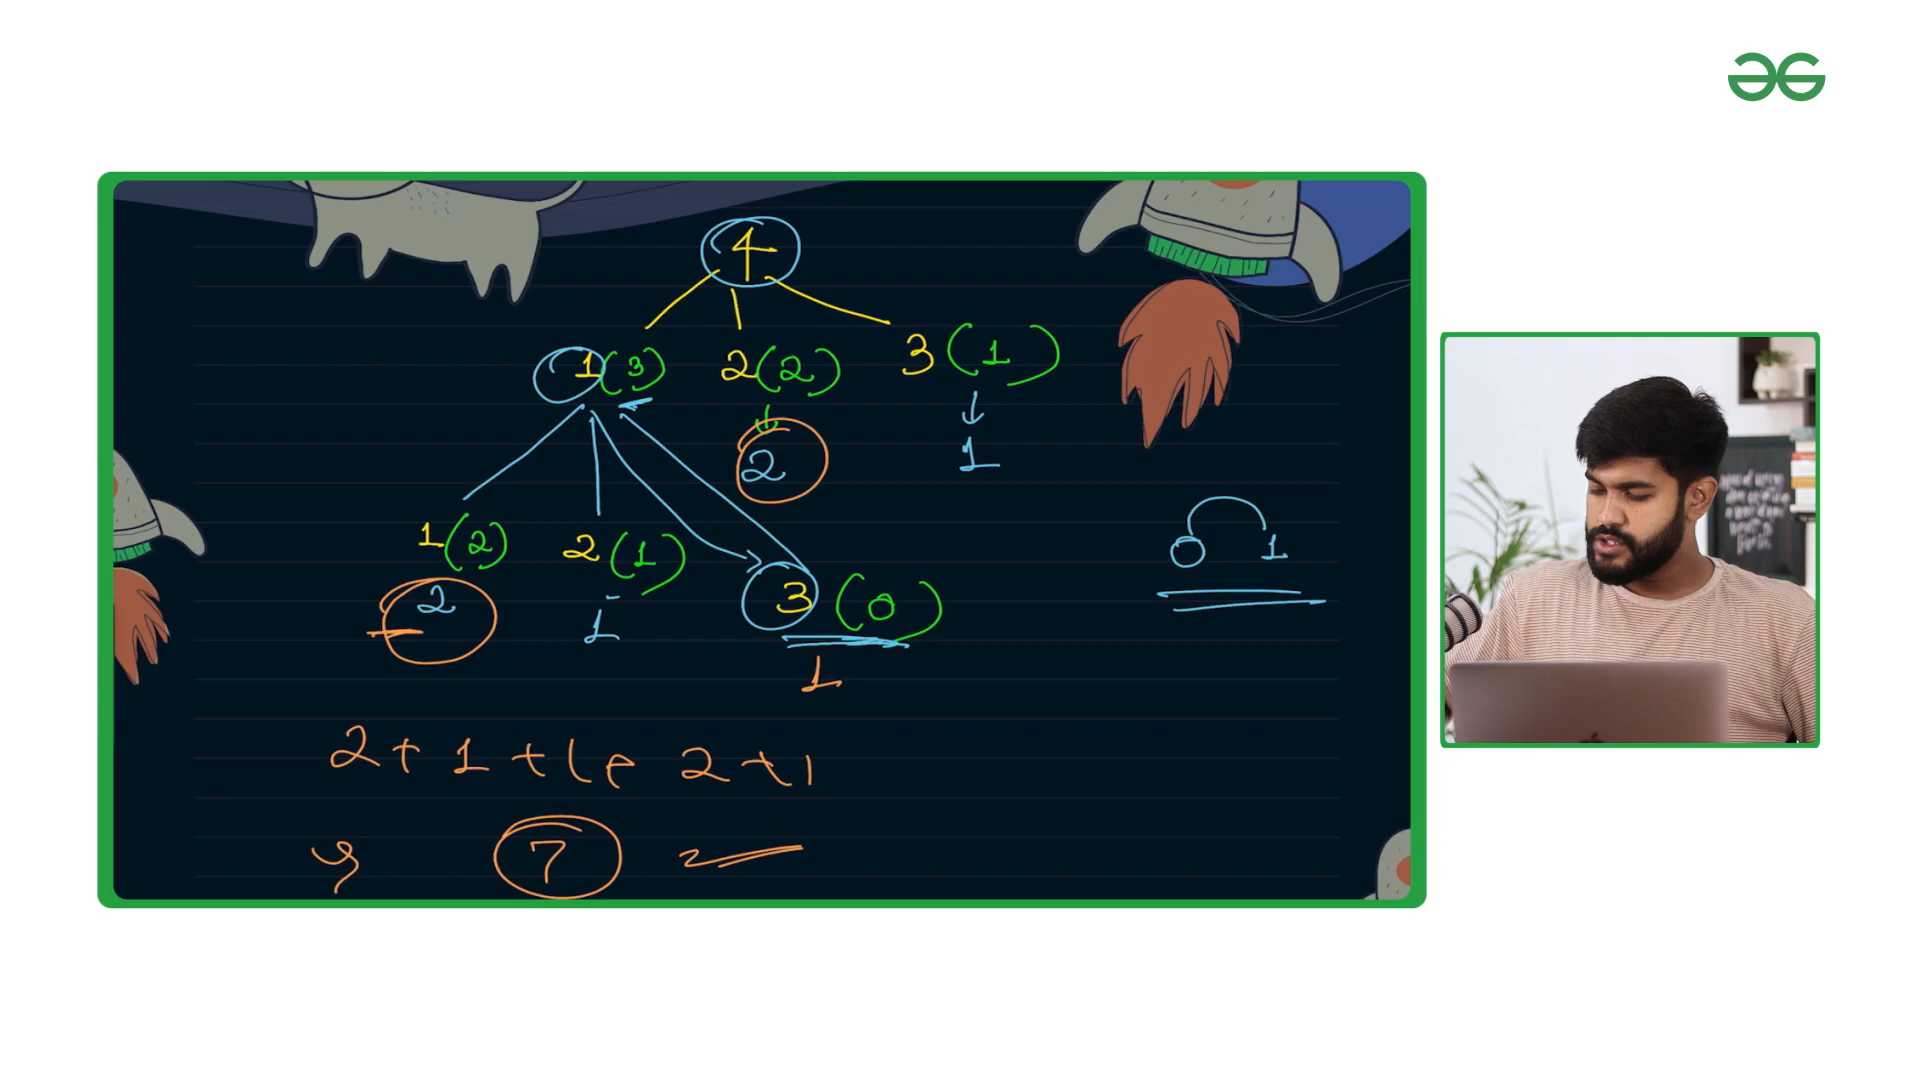 4
1 (3) 2 (2) 3 (1)
2 1
1 (2) 2 (1) 3 (0) 0 1
2 1
1
2 + 1 + 1 + 2 + 1
7